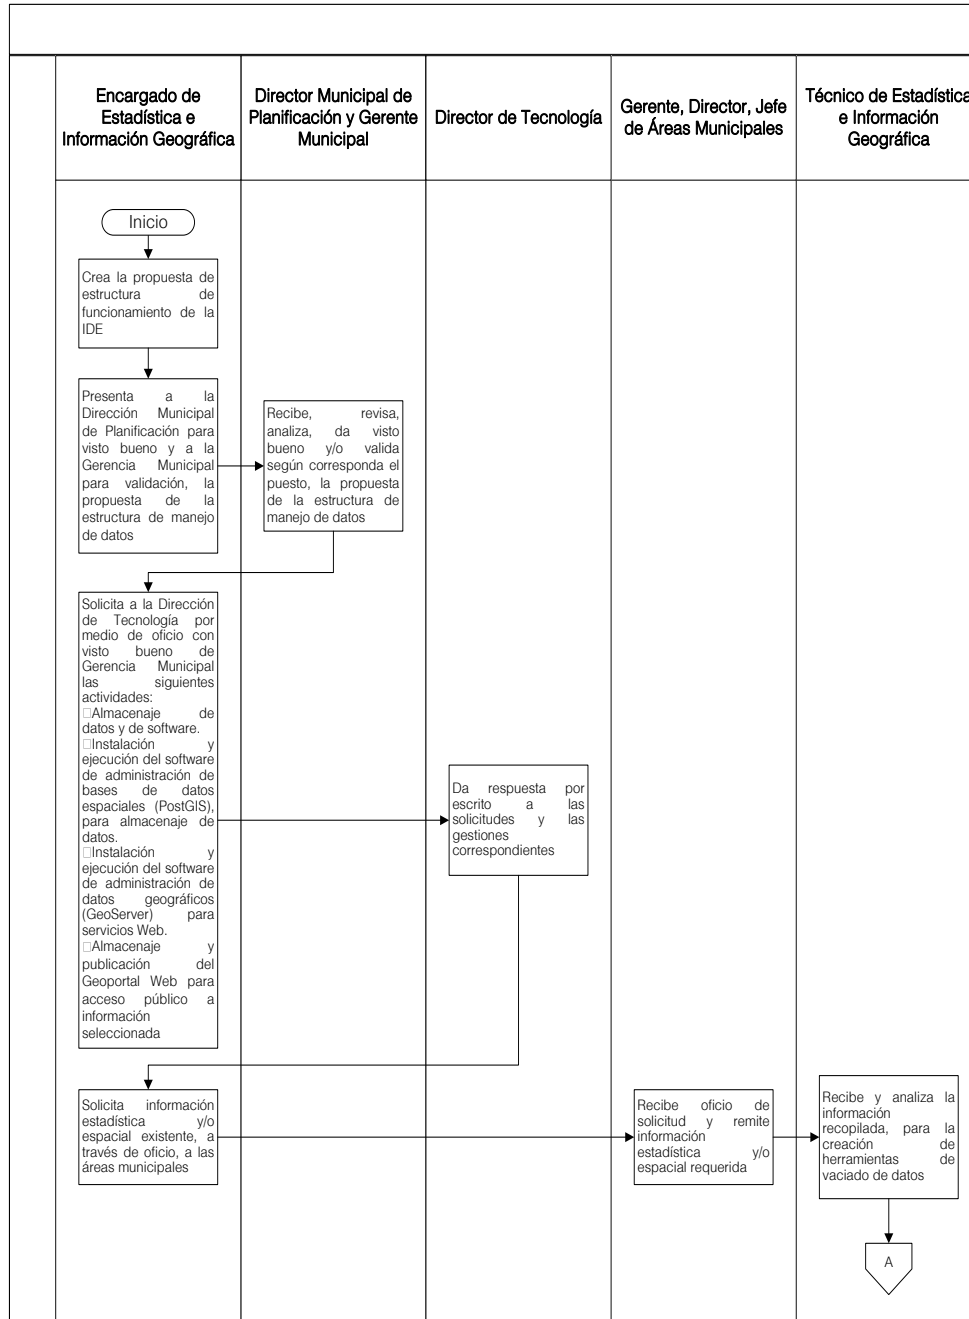 Encargado de
Estadística e
Información Geográfica
Director Municipal de
Planificación y Gerente
Municipal
Director de Tecnología
Gerente, Director, Jefe
de Áreas Municipales
Técnico de Estadística
e Información
Geográfica
Inicio
Crea la propuesta de
estructura de
funcionamiento de la
IDE
Presenta a la
Dirección Municipal
de Planificación para
visto bueno y a la
Gerencia Municipal
para validación, la
propuesta de la
estructura de manejo
de datos
Recibe, revisa,
analiza, da visto
bueno y/o valida
según corresponda el
puesto, la propuesta
de la estructura de
manejo de datos
Solicita a la Dirección
de Tecnología por
medio de oficio con
visto bueno de
Gerencia Municipal
las siguientes
actividades:
□Almacenaje de
datos y de software.
□Instalación y
ejecución del software
de administración de
bases de datos
espaciales (PostGIS),
para almacenaje de
datos.
□Instalación y
ejecución del software
de administración de
datos geográficos
(GeoServer) para
servicios Web.
□Almacenaje y
publicación del
Geoportal Web para
acceso público a
información
seleccionada
Da respuesta por
escrito a las
solicitudes y las
gestiones
correspondientes
Solicita información
estadística y/o
espacial existente, a
través de oficio, a las
áreas municipales
Recibe oficio de
solicitud y remite
información
estadística y/o
espacial requerida
Recibe y analiza la
información
recopilada, para la
creación de
herramientas de
vaciado de datos
A